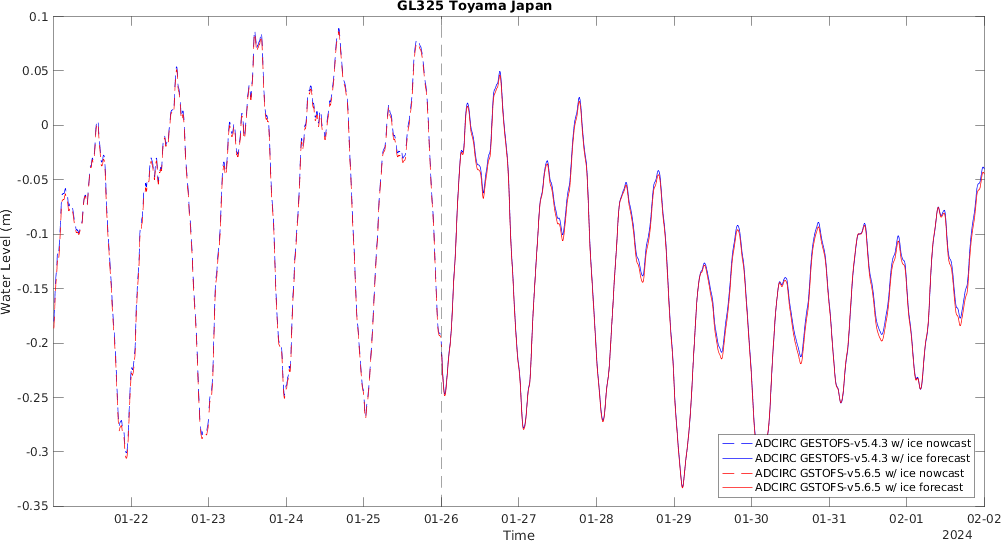 GL325 Toyama Japan
0.1
0.05
0
-0.05
-0.1
-0.15
-0.2
-0.25
-0.3
-0.35
Water Level (m)
ADCIRC GESTOFS-v5.4.3 w/ ice nowcast
ADCIRC GESTOFS-v5.4.3 w/ ice forecast
ADCIRC GSTOFS-v5.6.5 w/ ice nowcast
ADCIRC GSTOFS-v5.6.5 w/ ice forecast
01-22 01-23 01-24 01-25 01-26 01-27 01-28 01-29 01-30 01-31 02-01 02-02
Time
2024